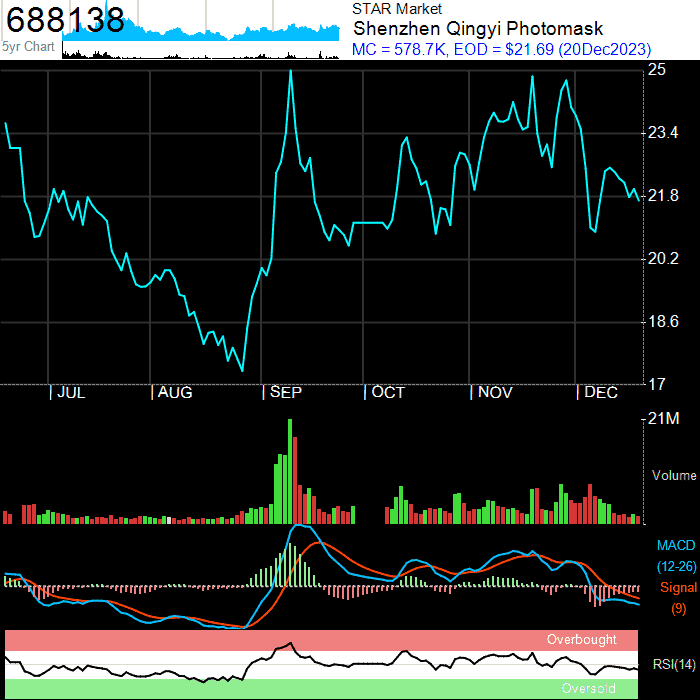 688138
5yr Chart
STAR Market
Shenzhen Qingyi Photomask
MC = 578.7K, EOD = $21.69 (20Dec2023)
25
23.4
21.8
20.2
18.6
17
| JUL | AUG | SEP | OCT | NOV | DEC
21M
Volume
MACD
(12-26)
Signal
(9)
Overbought
RSI(14)
Oversold